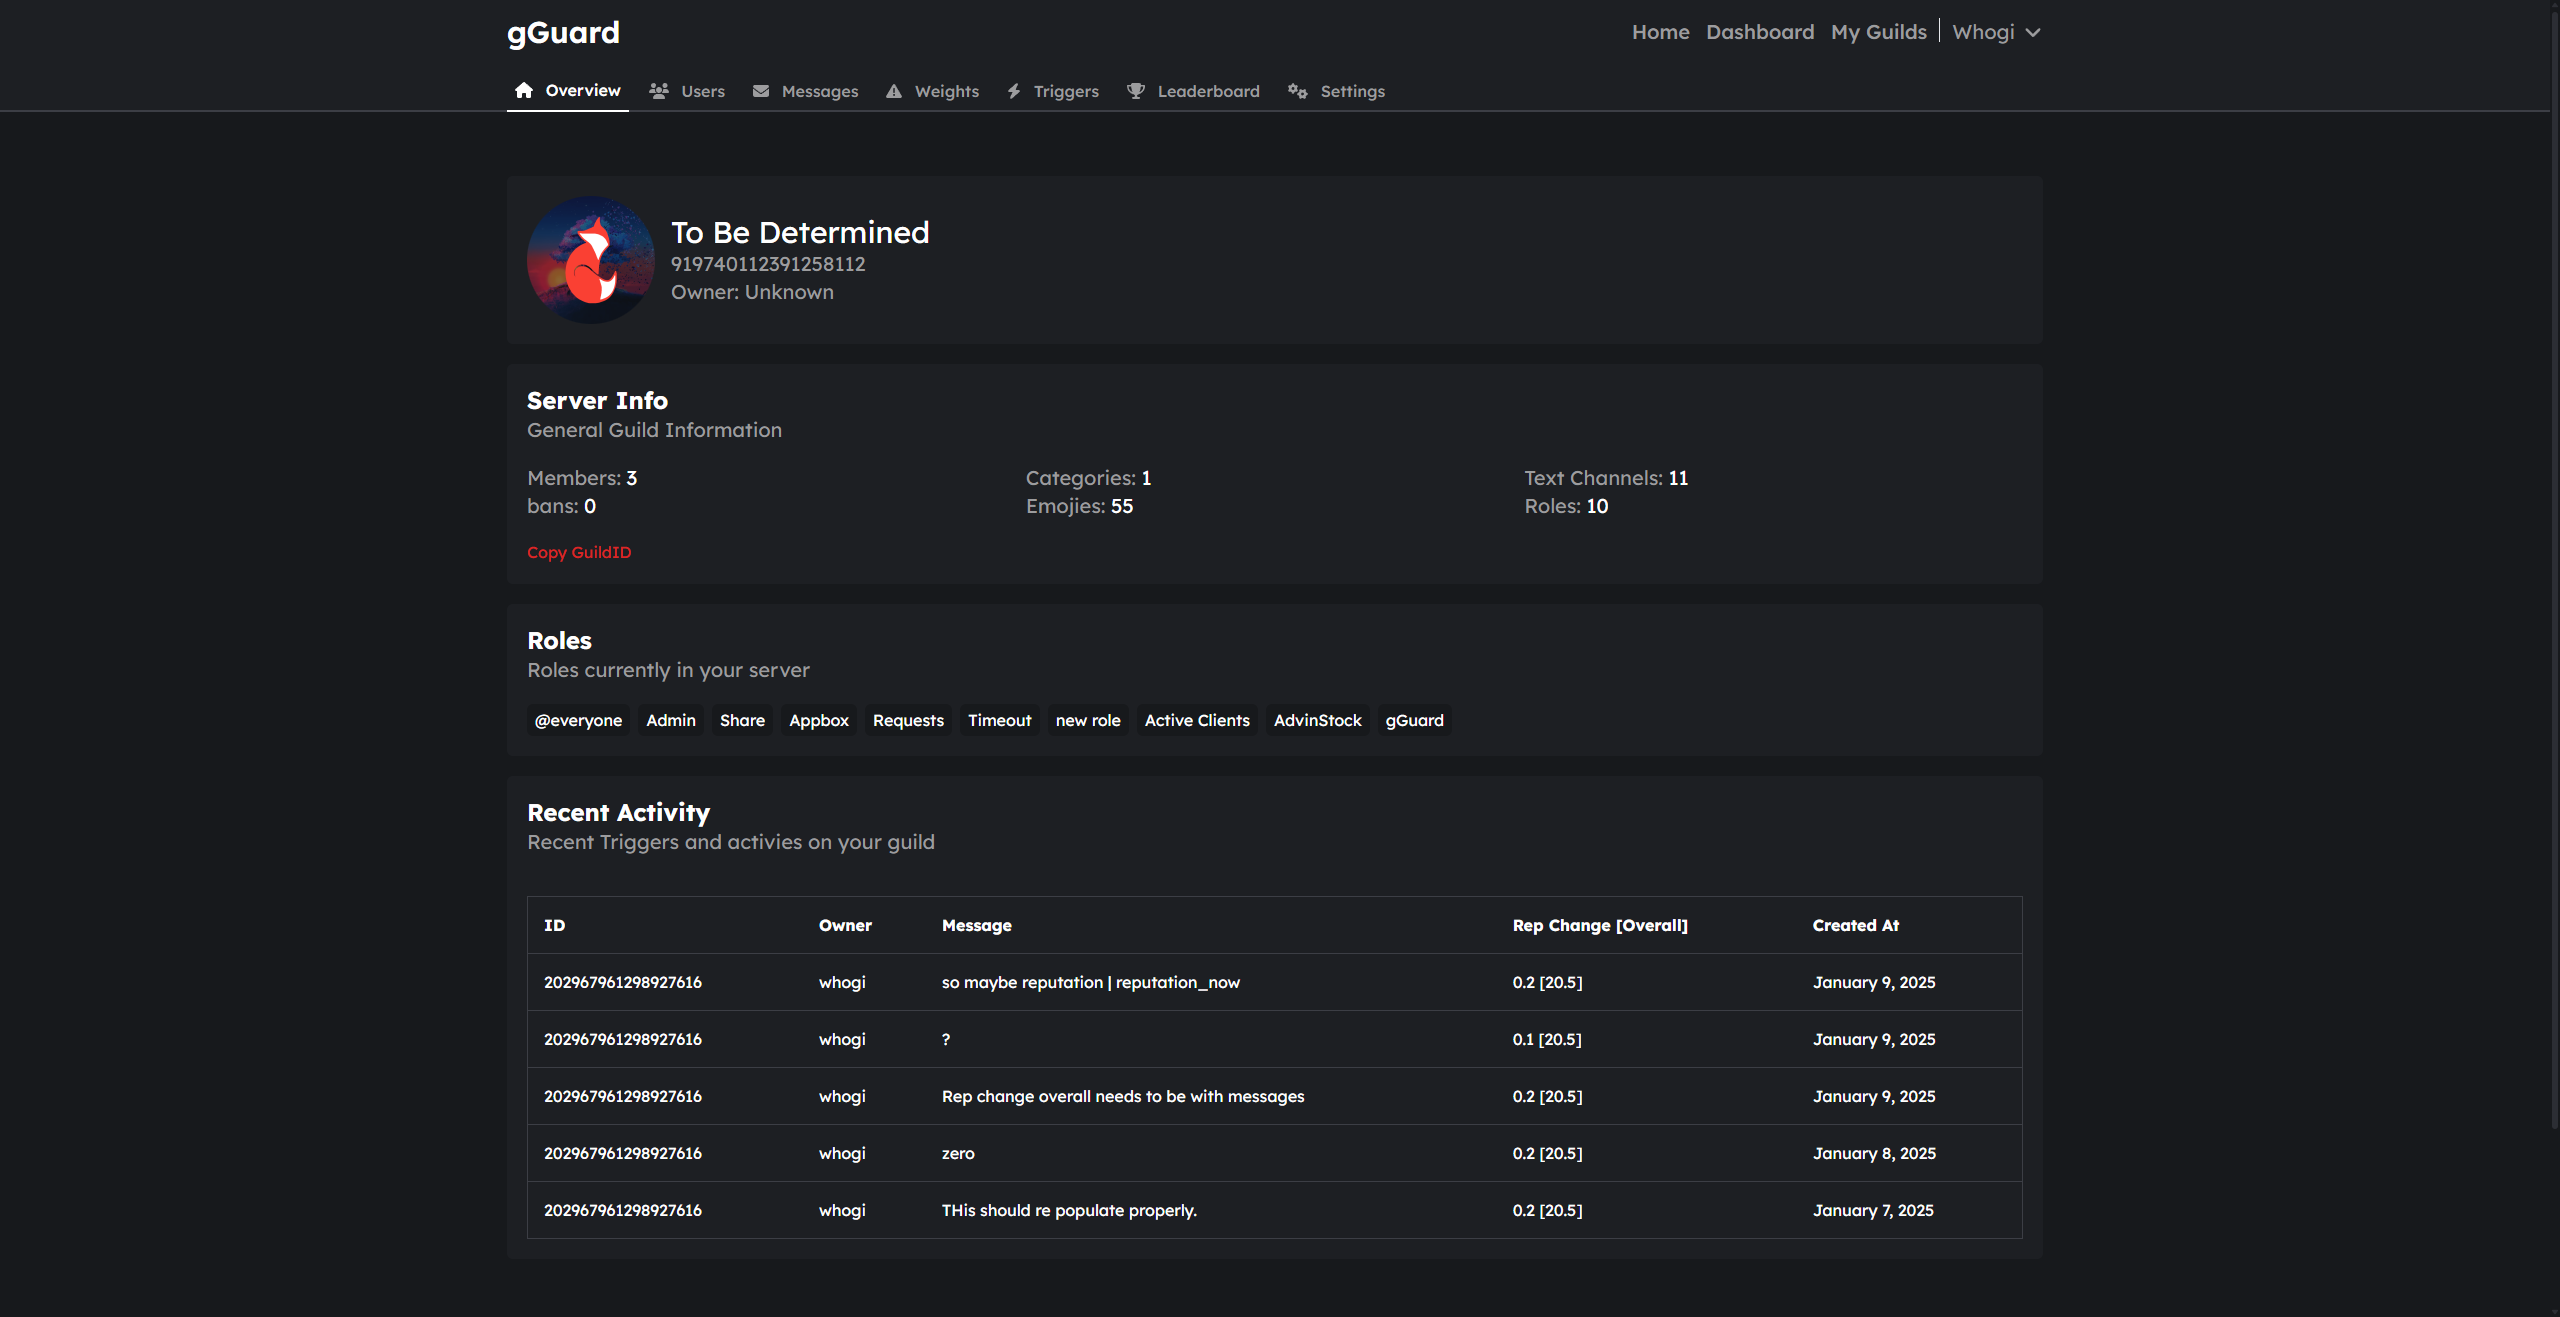 gGuard
Home Dashboard My Guilds Whogi
Overview Users Messages Weights Triggers Leaderboard Settings
To Be Determined
919740112391258112
Owner: Unknown
Server Info
General Guild Information
Members: 3 Categories: 1 Text Channels: 11
bans: 0 Emojies: 55 Roles: 10
Copy GuildID
Roles
Roles currently in your server
@everyone Admin Share Appbox Requests Timeout new role Active Clients AdvinStock gGuard
Recent Activity
Recent Triggers and activies on your guild
ID Owner Message Rep Change [Overall] Created At
202967961298927616 whogi so maybe reputation | reputation_now 0.2 [20.5] January 9, 2025
202967961298927616 whogi ? 0.1 [20.5] January 9, 2025
202967961298927616 whogi Rep change overall needs to be with messages 0.2 [20.5] January 9, 2025
202967961298927616 whogi zero 0.2 [20.5] January 8, 2025
202967961298927616 whogi THis should re populate properly. 0.2 [20.5] January 7, 2025